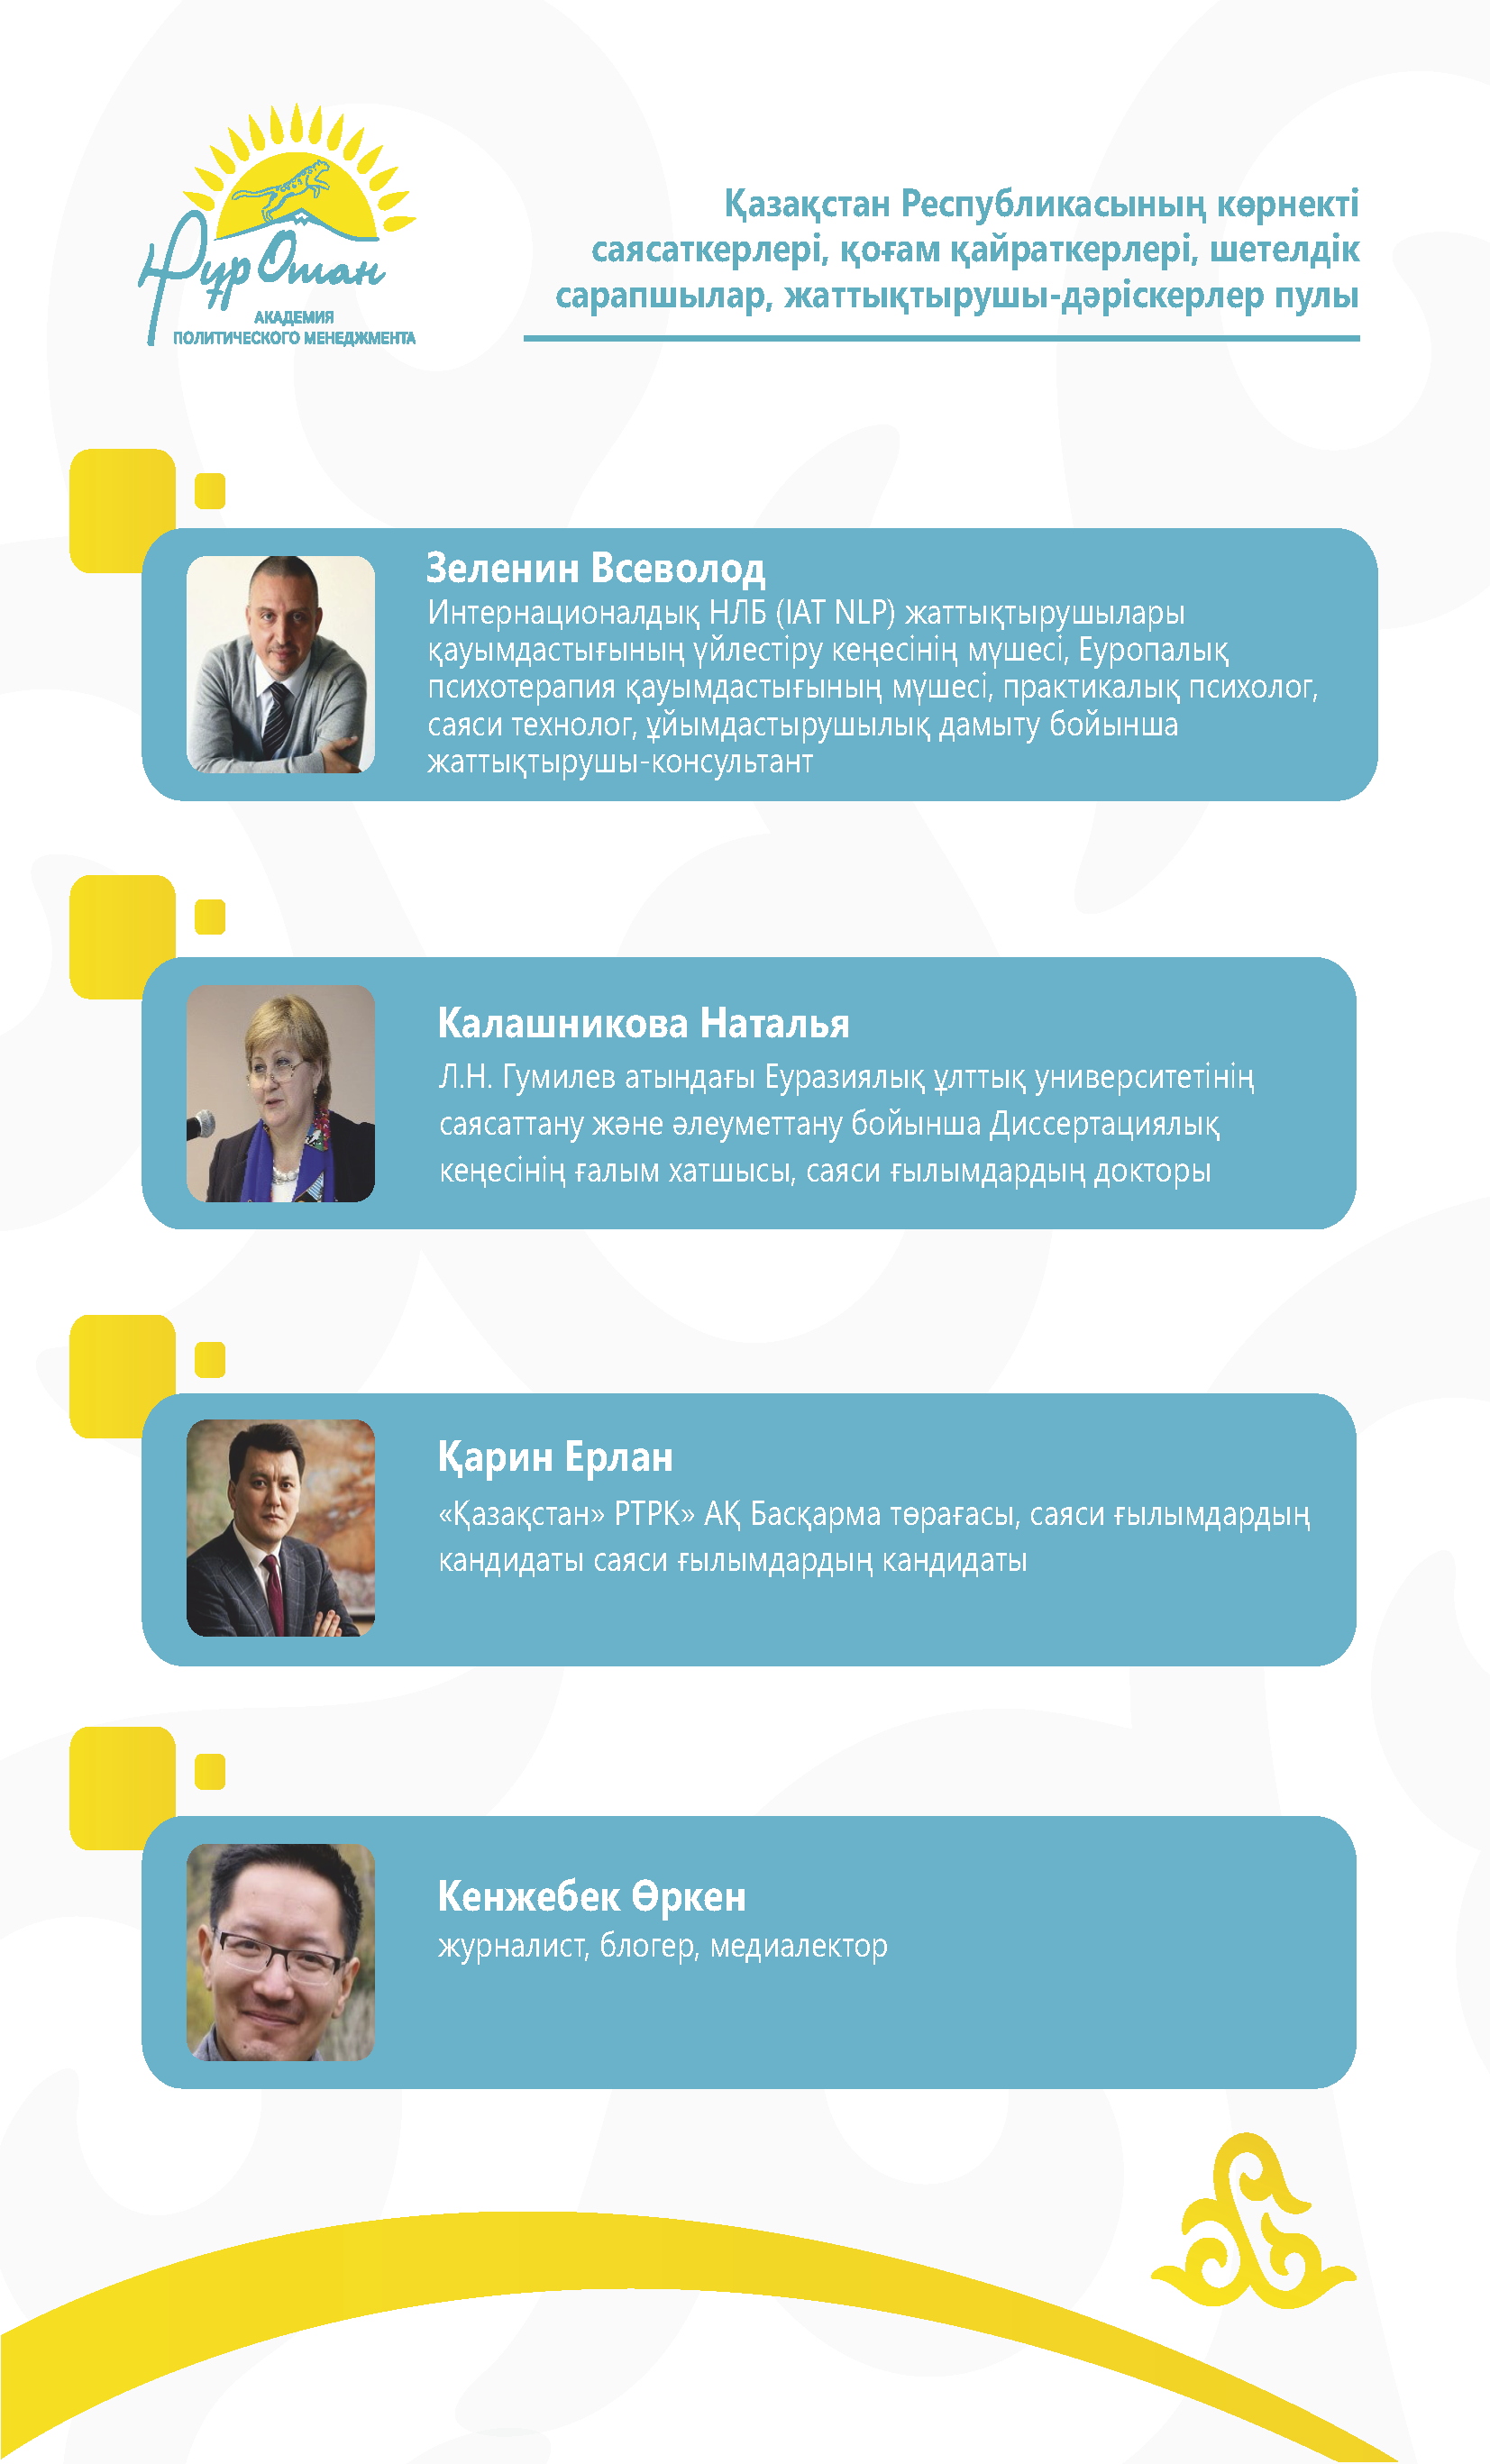 Нұр Отан
АКАДЕМИЯ
ПОЛИТИЧЕСКОГО МЕНЕДЖМЕНТА
Қазақстан Республикасының көрнекті
саясаткерлері, қоғам қайраткерлері, шетелдік
сарапшылар, жаттықтырушы-дәріскерлер пулы
Зеленин Всеволод
Интернационалдық НЛБ (IAT NLP) жаттықтырушылары
қауымдастығының үйлестіру кеңесінің мүшесі, Еуропалық
психотерапия қауымдастығының мүшесі, практикалық психолог,
саяси технолог, ұйымдастырушылық дамыту бойынша
жаттықтырушы-консультант
Калашникова Наталья
Л.Н. Гумилев атындағы Еуразиялық ұлттық университетінің
саясаттану және әлеуметтану бойынша Диссертациялық
кеңесінің ғалым хатшысы, саяси ғылымдардың докторы
Қарин Ерлан
«Қазақстан» РТРК» АҚ Басқарма төрағасы, саяси ғылымдардың
кандидаты саяси ғылымдардың кандидаты
Кенжебек Өркен
журналист, блогер, медиалектор